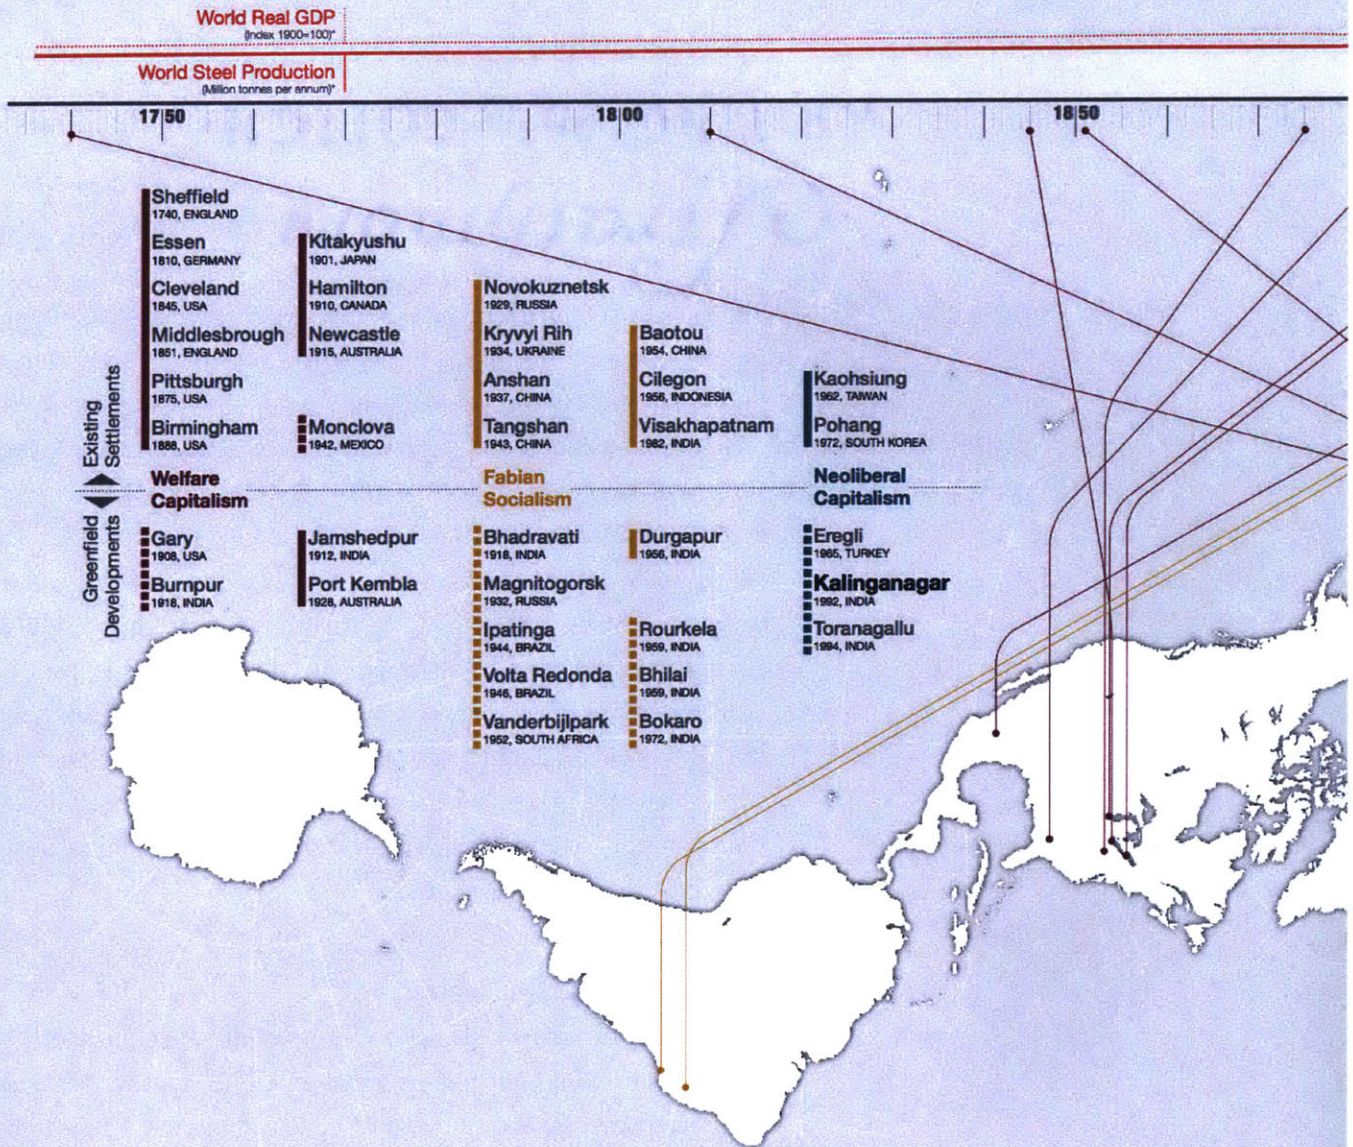 World Real GDP
(Index 1900=100)*
World Steel Production
(Million tonnes per annum)*
1750
1800
1850
Existing
Settlements
Greenfield
Developments
Sheffield
1740, ENGLAND
Essen
1810, GERMANY
Cleveland
1845, USA
Middlesbrough
1851, ENGLAND
Pittsburgh
1875, USA
Birmingham
1888, USA
Kitakyushu
1901, JAPAN
Hamilton
1910, CANADA
Newcastle
1915, AUSTRALIA
Monclova
1942, MEXICO
Welfare
Capitalism
Gary
1908, USA
Burnpur
1918, INDIA
Jamshedpur
1912, INDIA
Port Kembla
1928, AUSTRALIA
Novokuznetsk
1929, RUSSIA
Kryvyi Rih
1934, UKRAINE
Anshan
1937, CHINA
Tangshan
1943, CHINA
Baotou
1954, CHINA
Cilegon
1956, INDONESIA
Visakhapatnam
1982, INDIA
Fabian
Socialism
Bhadravati
1918, INDIA
Magnitogorsk
1932, RUSSIA
Ipatinga
1944, BRAZIL
Volta Redonda
1946, BRAZIL
Vanderbijlpark
1952, SOUTH AFRICA
Durgapur
1956, INDIA
Rourkela
1959, INDIA
Bhilai
1959, INDIA
Bokaro
1972, INDIA
Kaohsiung
1962, TAIWAN
Pohang
1972, SOUTH KOREA
Neoliberal
Capitalism
Eregli
1965, TURKEY
Kalinganagar
1992, INDIA
Toranagallu
1994, INDIA